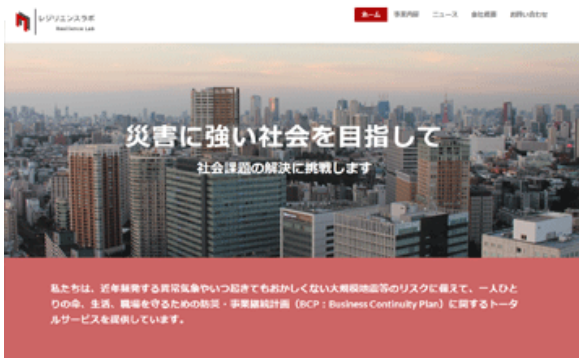 レジリエンスラボ
Resilience Lab
ホーム 事業内容 ニュース 会社概要 お問い合わせ
災害に強い社会を目指して
社会課題の解決に挑戦します
私たちは、近年頻発する異常気象やいつ起きてもおかしくない大規模地震等のリスクに備えて、一人ひと
りの命、生活、職場を守るための防災・事業継続計画（BCP：Business Continuity Plan）に関するトータ
ルサービスを提供しています。